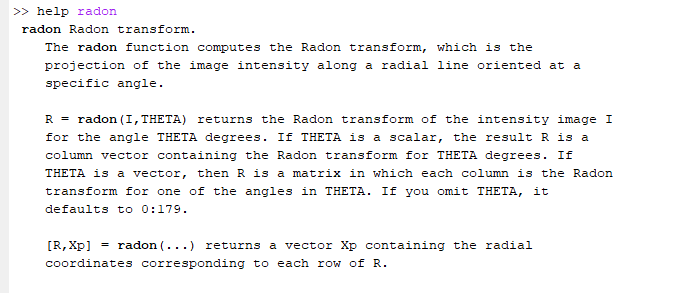 >> help radon
radon Radon transform.
The radon function computes the Radon transform, which is the
projection of the image intensity along a radial line oriented at a
specific angle.
R = radon(I,THETA) returns the Radon transform of the intensity image I
for the angle THETA degrees. If THETA is a scalar, the result R is a
column vector containing the Radon transform for THETA degrees. If
THETA is a vector, then R is a matrix in which each column is the Radon
transform for one of the angles in THETA. If you omit THETA, it
defaults to 0:179.
[R,Xp] = radon(...) returns a vector Xp containing the radial
coordinates corresponding to each row of R.